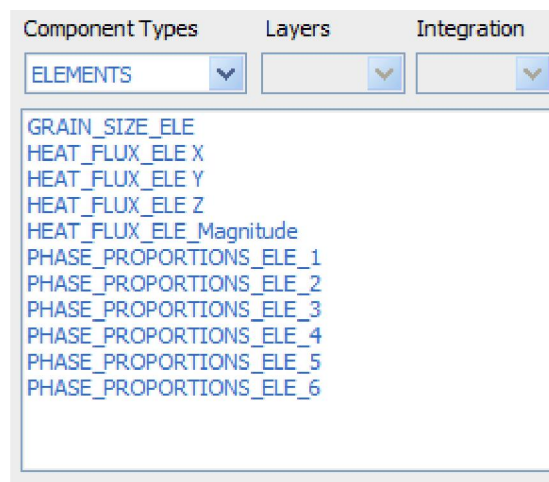 Component Types Layers Integration
ELEMENTS
GRAIN_SIZE_ELE
HEAT_FLUX_ELE X
HEAT_FLUX_ELE Y
HEAT_FLUX_ELE Z
HEAT_FLUX_ELE_Magnitude
PHASE_PROPORTIONS_ELE_1
PHASE_PROPORTIONS_ELE_2
PHASE_PROPORTIONS_ELE_3
PHASE_PROPORTIONS_ELE_4
PHASE_PROPORTIONS_ELE_5
PHASE_PROPORTIONS_ELE_6